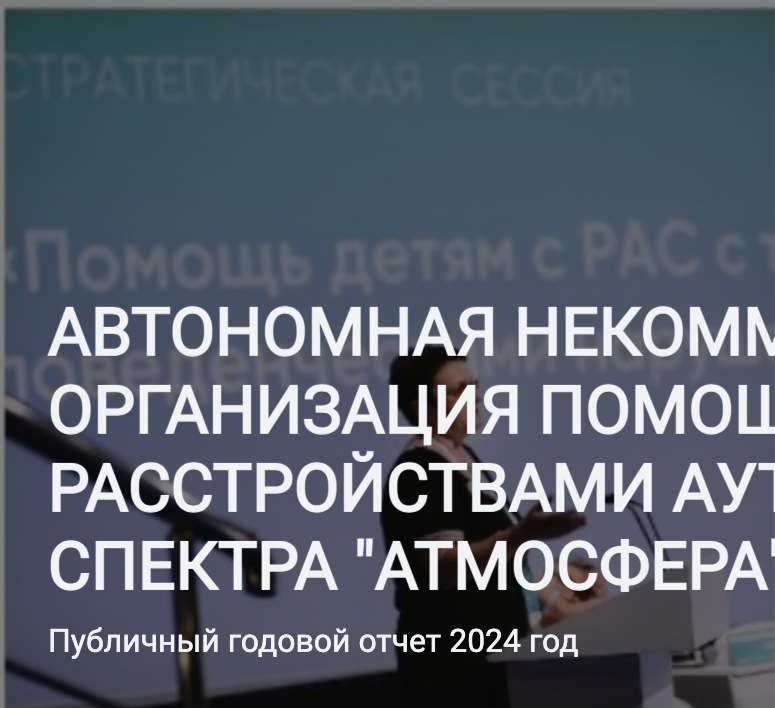 СТРАТЕГИЧЕСКАЯ СЕССИЯ
«Помощь детям с РАС с т
АВТОНОМНАЯ НЕКОММ
ОРГАНИЗАЦИЯ ПОМОЩ
РАССТРОЙСТВАМИ АУТ
СПЕКТРА "АТМОСФЕРА"
Публичный годовой отчет 2024 год